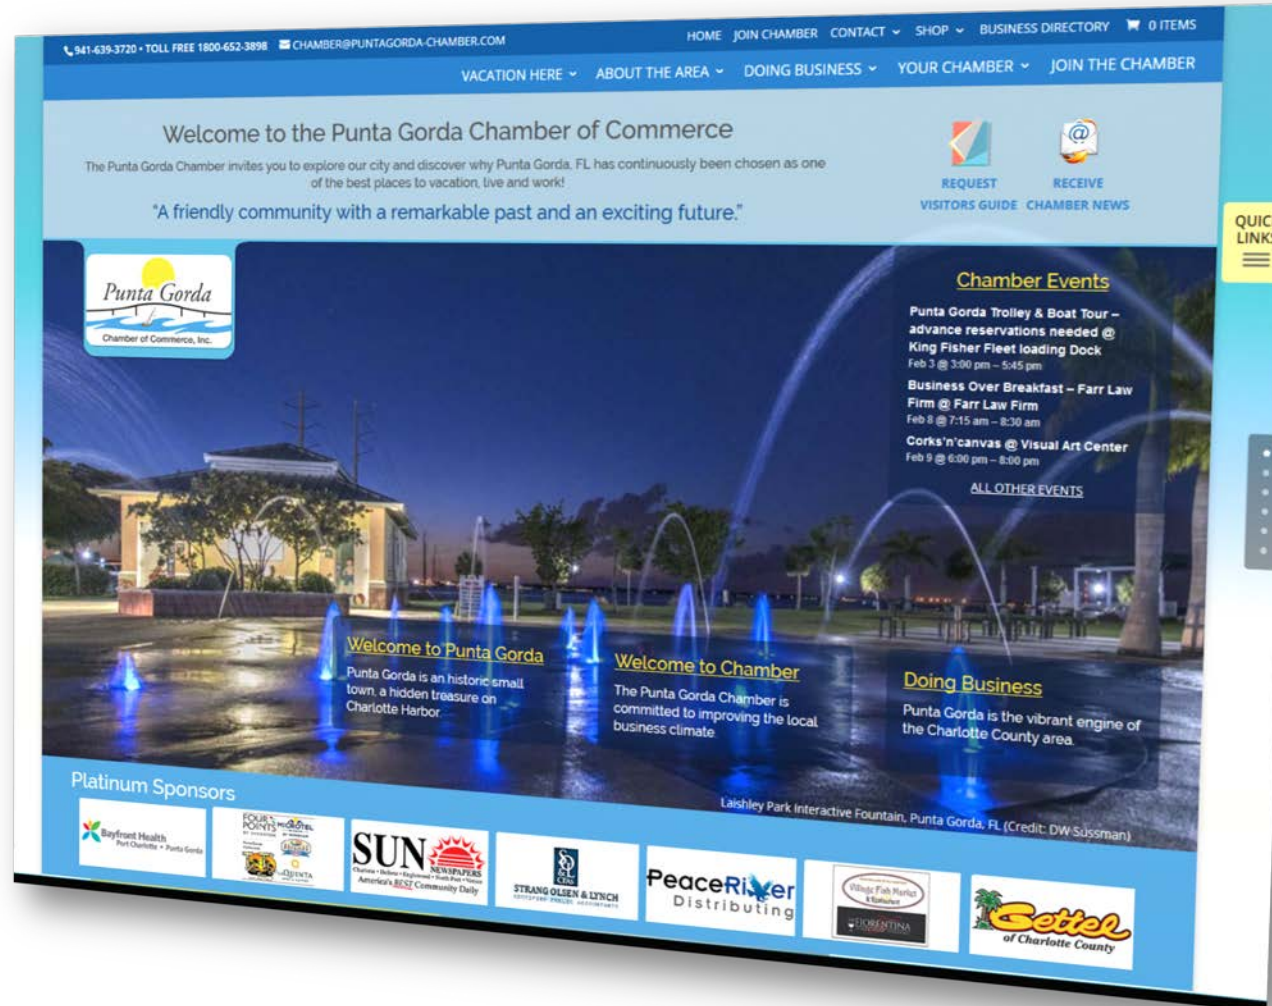 941-639-3720 • TOLL FREE 1800-652-3898 CHAMBER@PUNTAGORDA-CHAMBER.COM
HOME JOIN CHAMBER CONTACT SHOP BUSINESS DIRECTORY 0 ITEMS
VACATION HERE ABOUT THE AREA DOING BUSINESS YOUR CHAMBER JOIN THE CHAMBER
Welcome to the Punta Gorda Chamber of Commerce
The Punta Gorda Chamber invites you to explore our city and discover why Punta Gorda, FL has continuously been chosen as one
of the best places to vacation, live and work!
"A friendly community with a remarkable past and an exciting future."
REQUEST
VISITORS GUIDE
RECEIVE
CHAMBER NEWS
LINKS
Punta Gorda
Chamber of Commerce, Inc.
Chamber Events
Punta Gorda Trolley & Boat Tour –
advance reservations needed @
King Fisher Fleet loading Dock
Feb 3 @ 3:00 pm – 5:45 pm
Business Over Breakfast – Farr Law
Firm @ Farr Law Firm
Feb 8 @ 7:15 am – 8:30 am
Corks'n'canvas @ Visual Art Center
Feb 9 @ 6:00 pm – 8:00 pm
ALL OTHER EVENTS
Welcome to Punta Gorda
Punta Gorda is an historic small
town, a hidden treasure on
Charlotte Harbor
Welcome to Chamber
The Punta Gorda Chamber is
committed to improving the local
business climate.
Doing Business
Punta Gorda is the vibrant engine of
the Charlotte County area.
Laishley Park Interactive Fountain, Punta Gorda, FL (Credit: DW Sussman)
Platinum Sponsors
Bayfront Health
Port Charlotte • Punta Gorda
FOUR POINTS
MICROTEL
LAQUINTA
SUN
NEWSPAPERS
Charlotte • DeSoto • Englewood • North Port • Venice
America's BEST Community Daily
STRANG OLSEN & LYNCH
PeaceRiver
Distributing
Village Fish Market
& Restaurant
FIORENTINA
Gettel
of Charlotte County